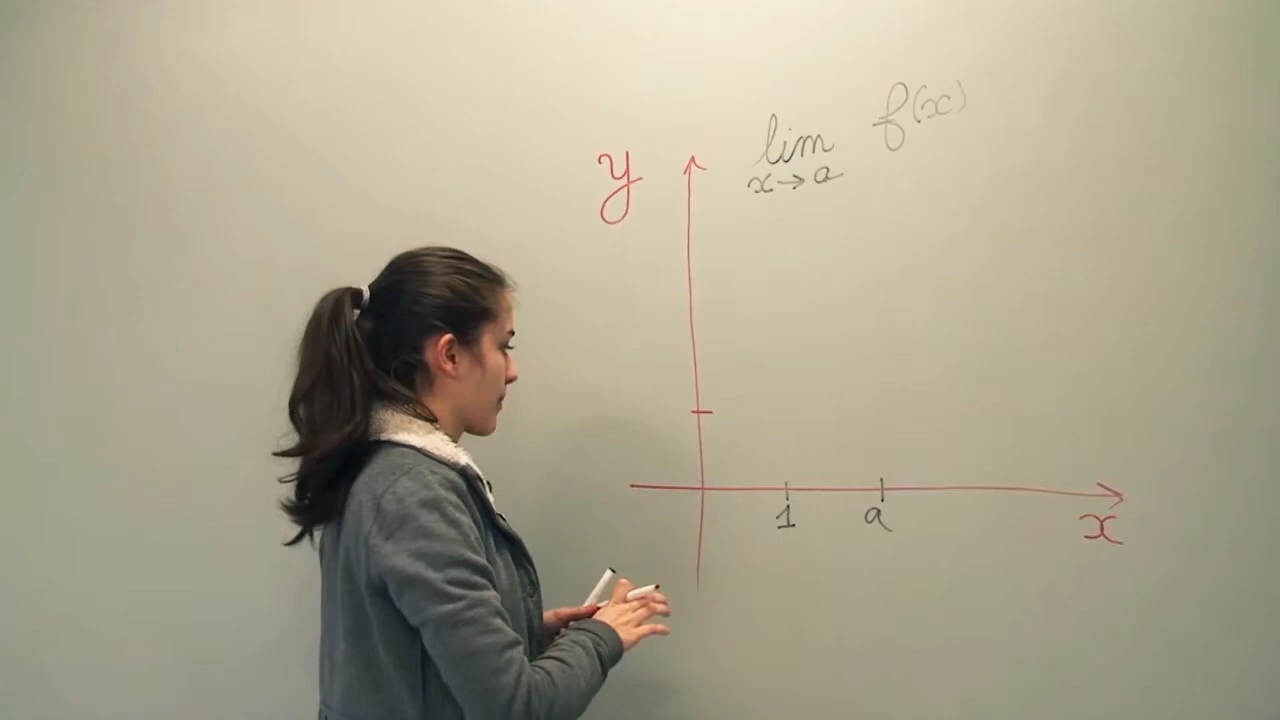 lim f(x)
x→a
y
1 a
x